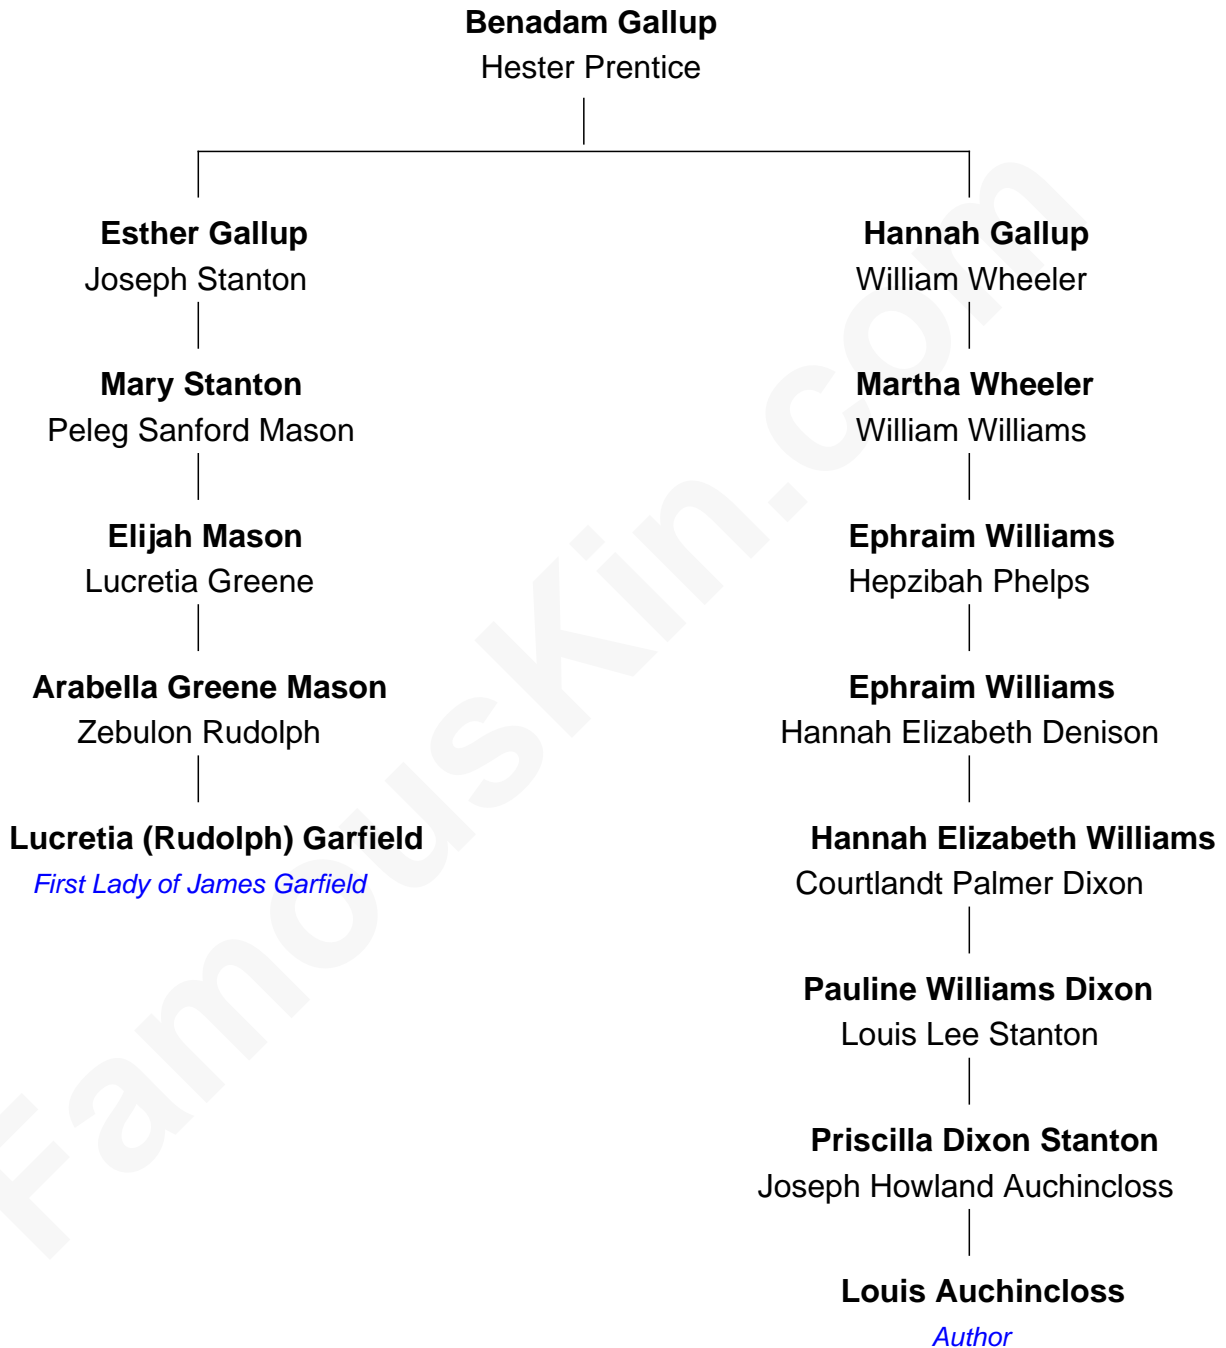 Benadam Gallup
Hester Prentice
Esther Gallup
Joseph Stanton
Hannah Gallup
William Wheeler
Mary Stanton
Peleg Sanford Mason
Martha Wheeler
William Williams
Elijah Mason
Lucretia Greene
Ephraim Williams
Hepzibah Phelps
Arabella Greene Mason
Zebulon Rudolph
Ephraim Williams
Hannah Elizabeth Denison
Lucretia (Rudolph) Garfield
First Lady of James Garfield
Hannah Elizabeth Williams
Courtlandt Palmer Dixon
Pauline Williams Dixon
Louis Lee Stanton
Priscilla Dixon Stanton
Joseph Howland Auchincloss
Louis Auchincloss
Author
FamousKin.com